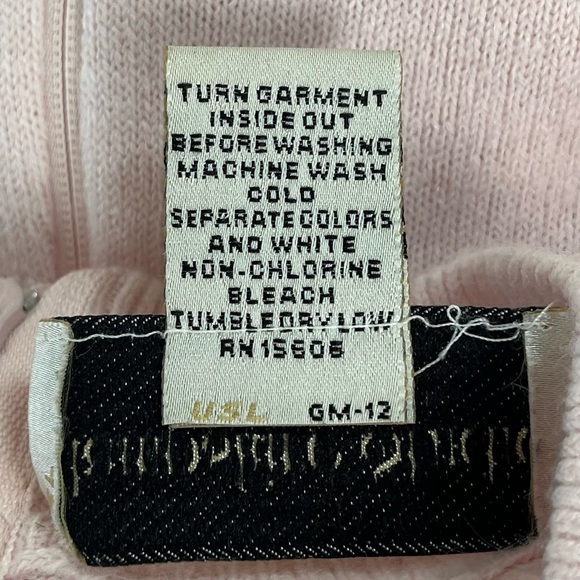 TURN GARMENT
INSIDE OUT
BEFORE WASHING
MACHINE WASH
COLD
SEPARATE COLORS
AND WHITE
NON-CHLORINE
BLEACH
TUMBLE DRY LOW
RN 15606
U.S.L GM-12